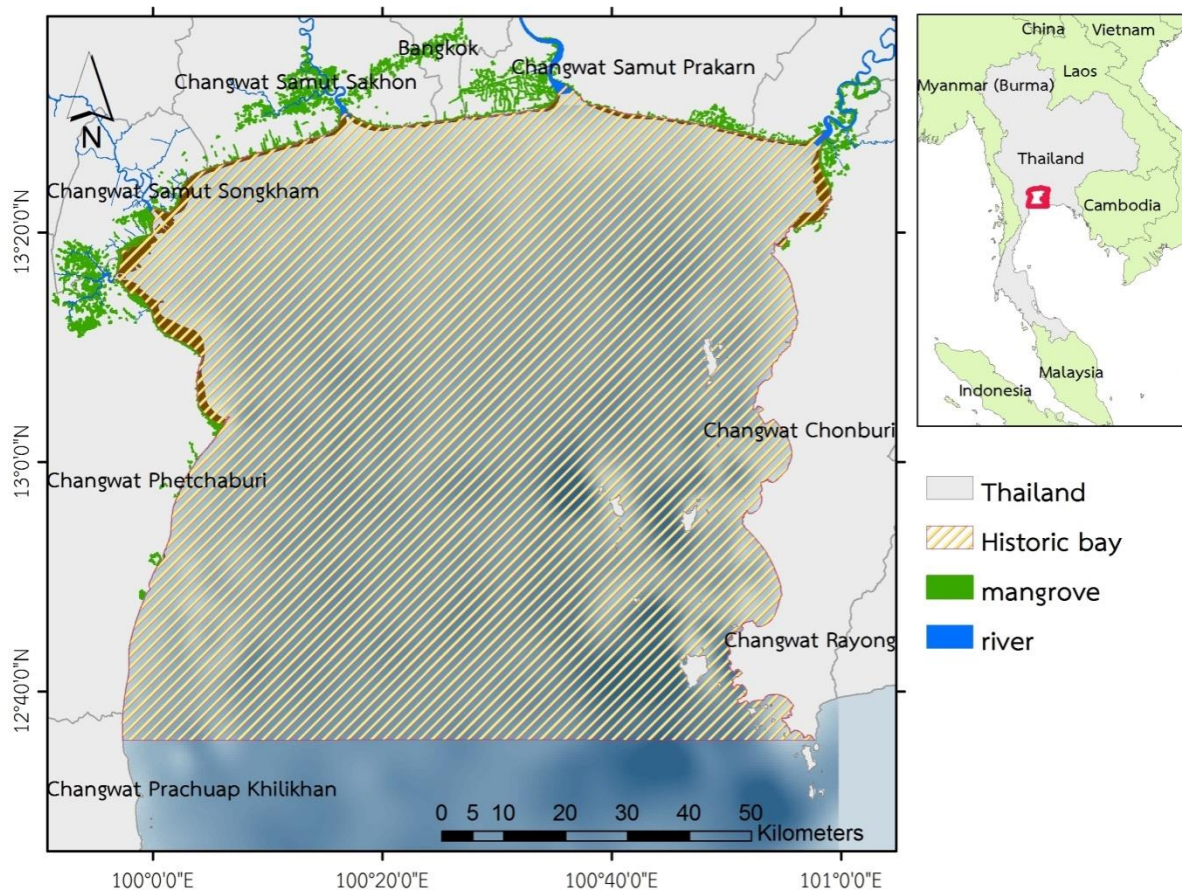 Bangkok
Changwat Samut Sakhon
Changwat Samut Prakarn
N
Changwat Samut Songkham
Changwat Chonburi
Changwat Phetchaburi
Changwat Rayong
Changwat Prachuap Khilikhan
0 5 10 20 30 40 50
Kilometers
13°20'0"N
13°0'0"N
12°40'0"N
100°0'0"E
100°20'0"E
100°40'0"E
101°0'0"E
China
Vietnam
Laos
Myanmar (Burma)
Thailand
Cambodia
Malaysia
Indonesia
Thailand
Historic bay
mangrove
river